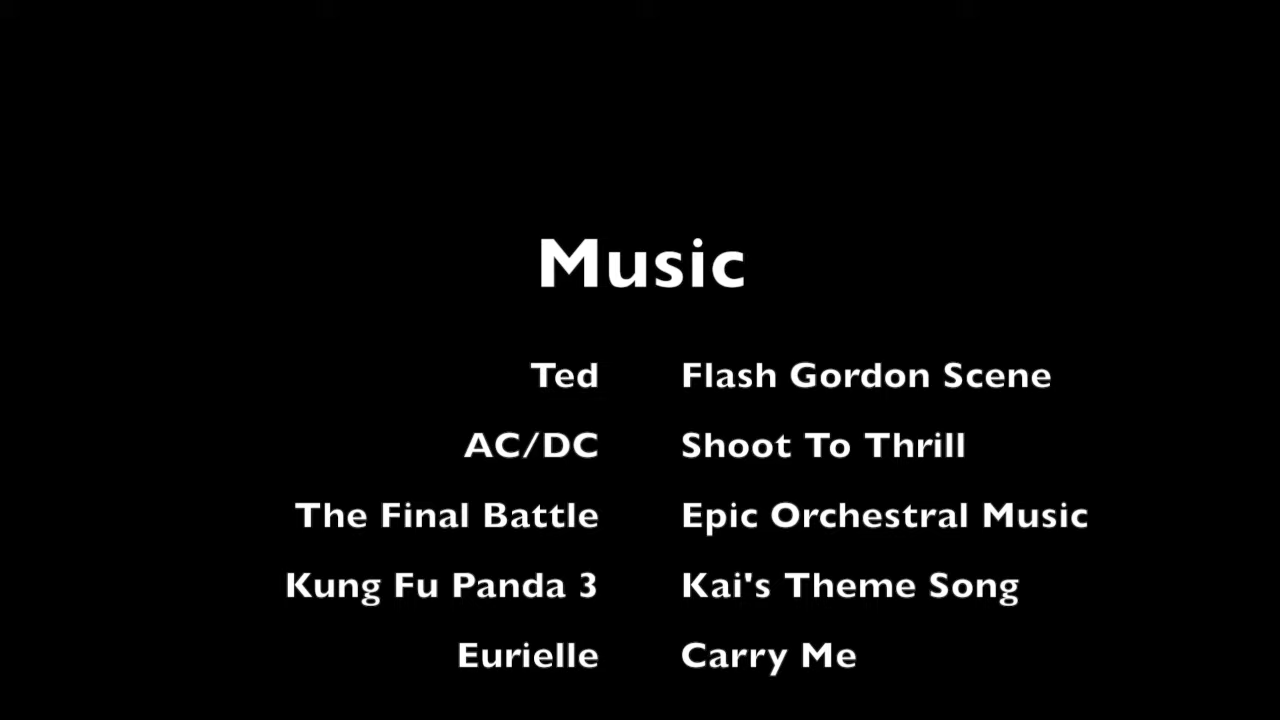 Music
Ted Flash Gordon Scene
AC/DC Shoot To Thrill
The Final Battle Epic Orchestral Music
Kung Fu Panda 3 Kai's Theme Song
Eurielle Carry Me